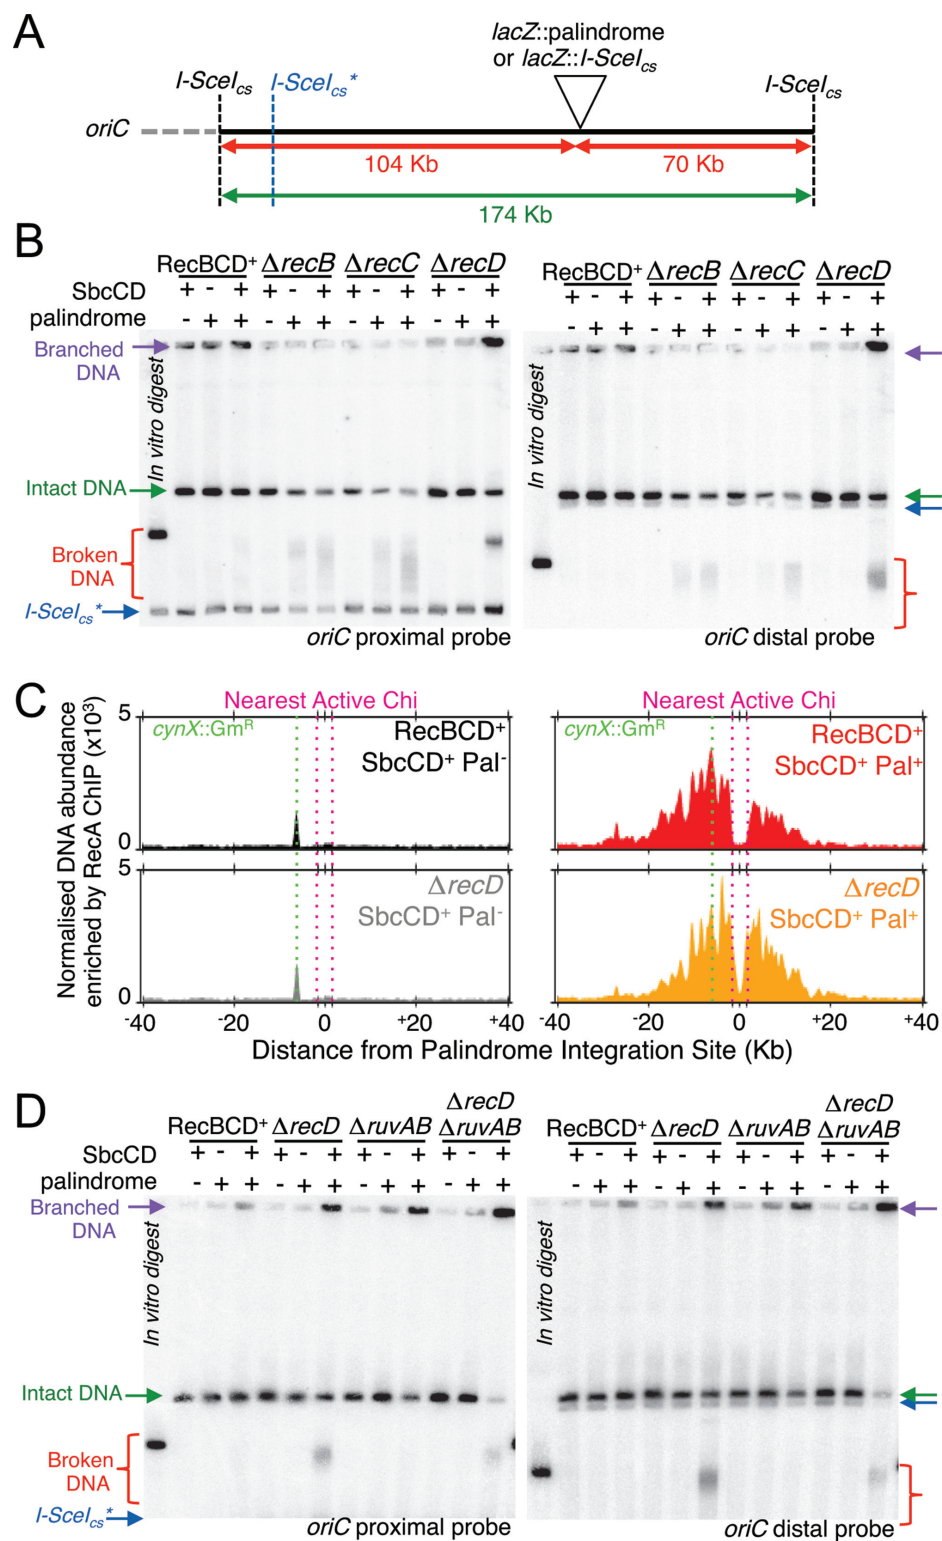 A
lacZ::palindrome
or lacZ::I-SceIcs
I-SceIcs
I-SceIcs*
I-SceIcs
oriC
104 Kb
70 Kb
174 Kb
B
RecBCD⁺ ΔrecB ΔrecC ΔrecD
SbcCD + - + + - + + - + + - +
palindrome - + + - + + - + + - + +
Branched
DNA
In vitro digest
Intact DNA
Broken
DNA
I-SceIcs*
oriC proximal probe
RecBCD⁺ ΔrecB ΔrecC ΔrecD
+ - + + - + + - + + - +
- + + - + + - + + - + +
In vitro digest
oriC distal probe
C
Normalised DNA abundance
enriched by RecA ChIP (x10³)
Nearest Active Chi
5
cynX::Gmᴿ
RecBCD⁺
SbcCD⁺ Pal⁻
0
5
ΔrecD
SbcCD⁺ Pal⁻
0
-40 -20 0 +20 +40
Nearest Active Chi
5
cynX::Gmᴿ
RecBCD⁺
SbcCD⁺ Pal⁺
0
5
ΔrecD
SbcCD⁺ Pal⁺
0
-40 -20 0 +20 +40
Distance from Palindrome Integration Site (Kb)
D
RecBCD⁺ ΔrecD ΔruvAB ΔrecD
ΔruvAB
SbcCD + - + + - + + - + + - +
palindrome - + + - + + - + + - + +
Branched
DNA
In vitro digest
Intact DNA
Broken
DNA
I-SceIcs*
oriC proximal probe
RecBCD⁺ ΔrecD ΔruvAB ΔrecD
ΔruvAB
+ - + + - + + - + + - +
- + + - + + - + + - + +
In vitro digest
oriC distal probe